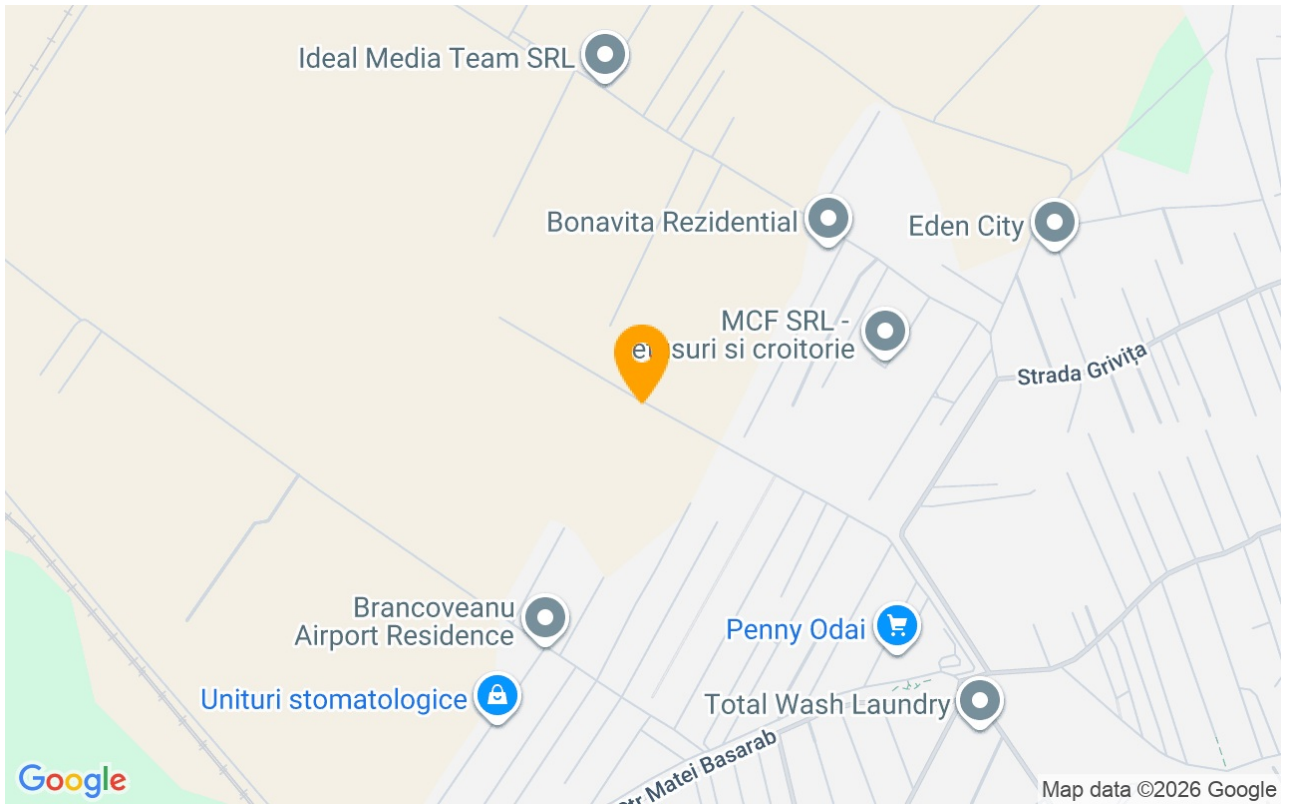 Ideal Media Team SRL
Bonavita Rezidential
Eden City
MCF SRL -
suri si croitorie
Strada Grivița
Brancoveanu
Airport Residence
Penny Odai
Unituri stomatologice
Total Wash Laundry
Str Matei Basarab
Google
Map data ©2026 Google